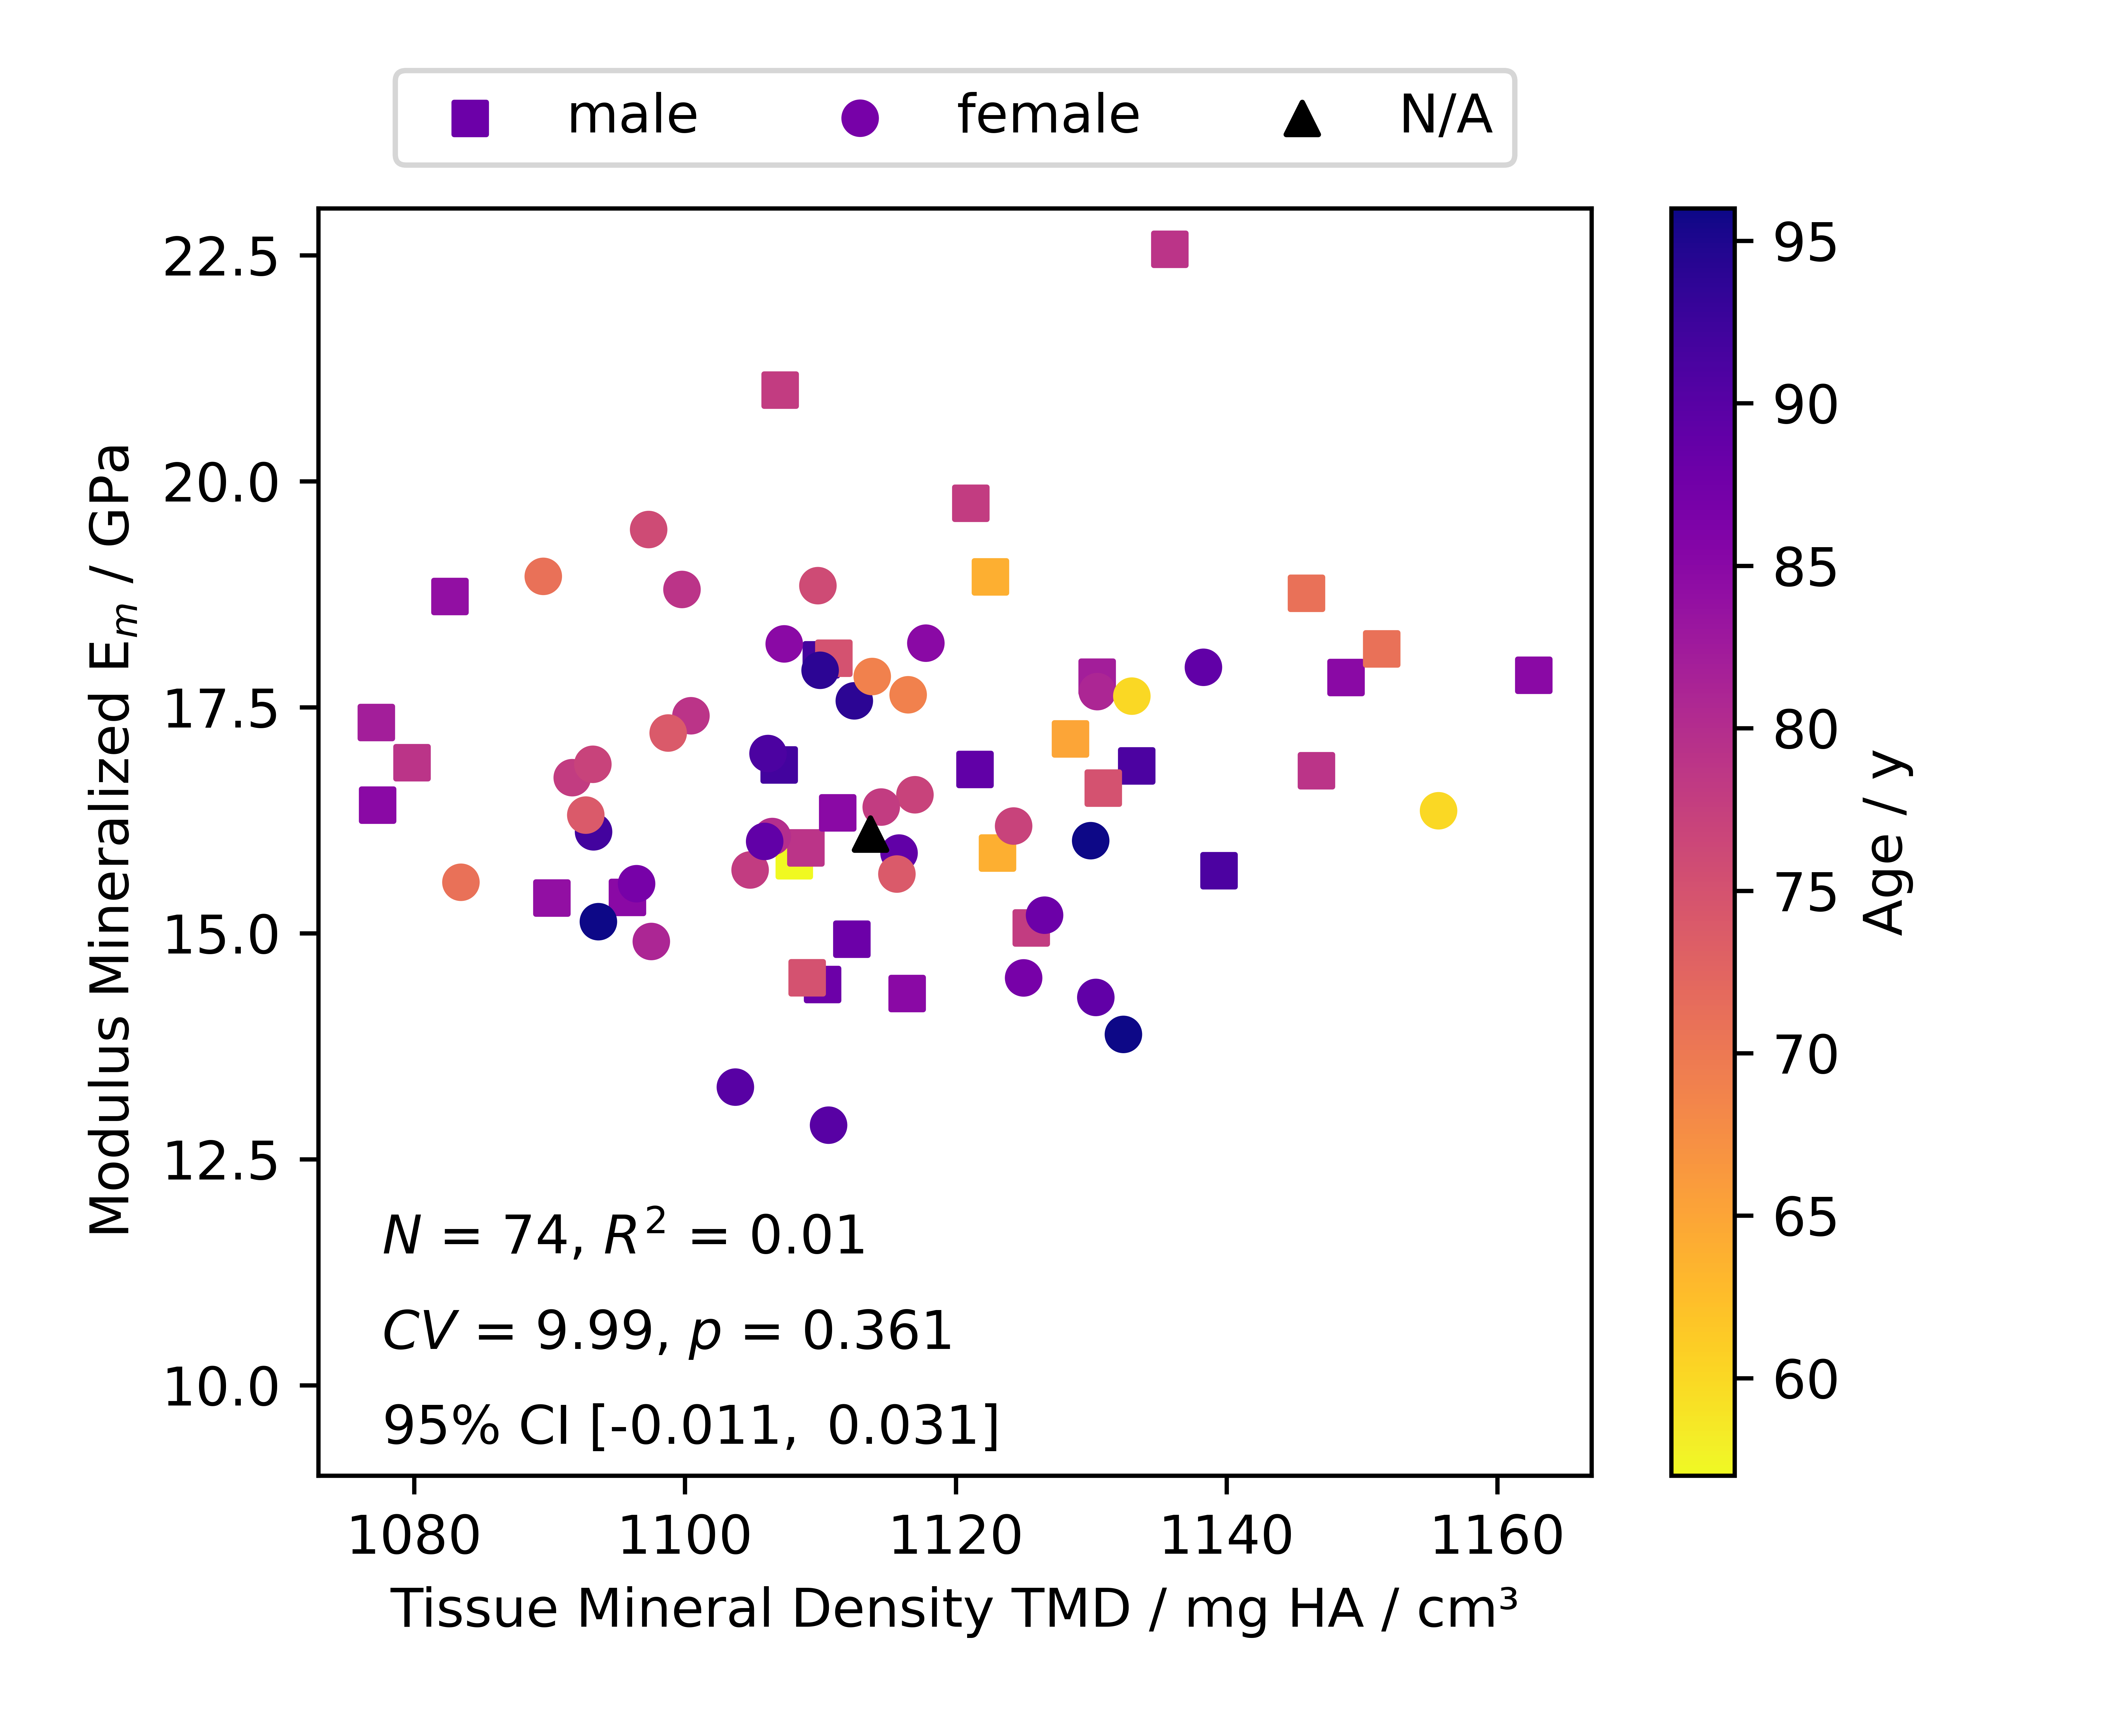 male female N/A
22.5
20.0
17.5
15.0
12.5
10.0
Modulus Mineralized Eₘ / GPa
N = 74, R² = 0.01
CV = 9.99, p = 0.361
95% CI [-0.011, 0.031]
1080 1100 1120 1140 1160
Tissue Mineral Density TMD / mg HA / cm³
95
90
85
80
75
70
65
60
Age / y